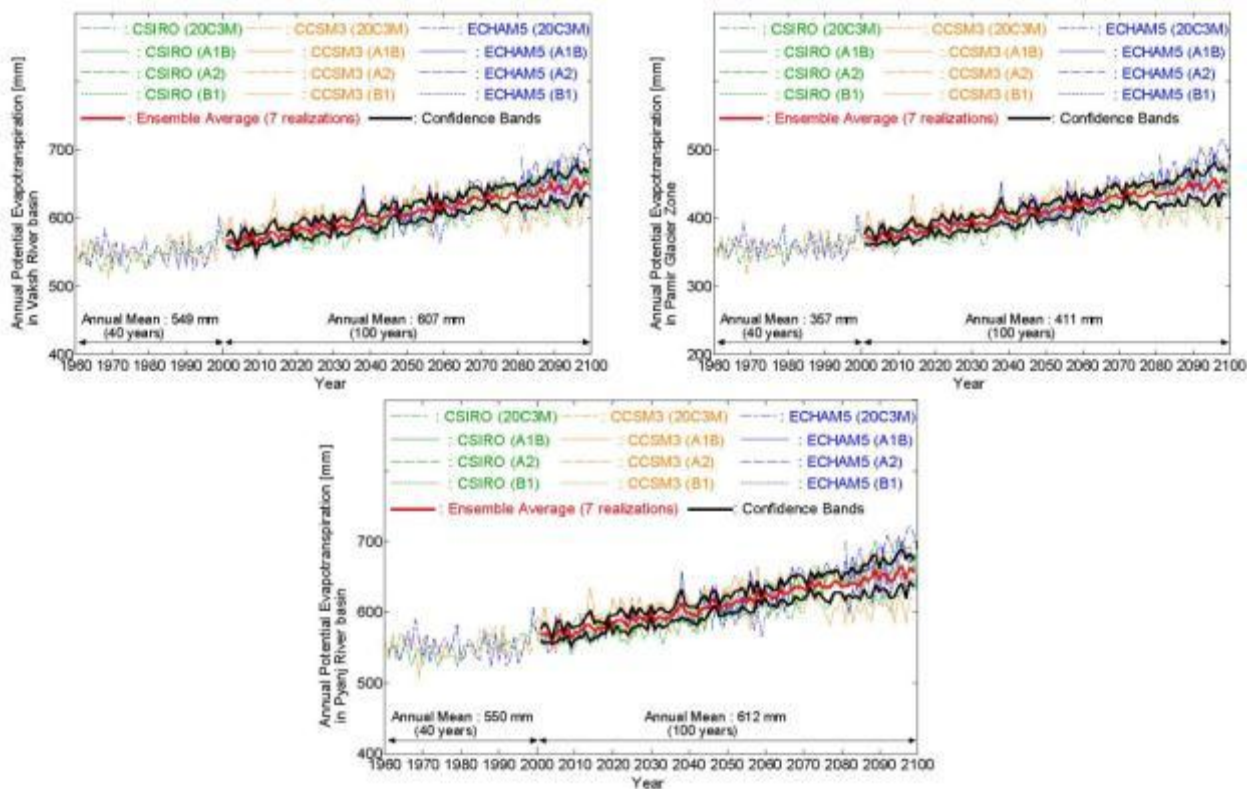 : CSIRO (20C3M) : CCSM3 (20C3M) : ECHAM5 (20C3M)
: CSIRO (A1B) : CCSM3 (A1B) : ECHAM5 (A1B)
: CSIRO (A2) : CCSM3 (A2) : ECHAM5 (A2)
: CSIRO (B1) : CCSM3 (B1) : ECHAM5 (B1)
: Ensemble Average (7 realizations) : Confidence Bands
Annual Potential Evapotranspiration [mm]
in Vaksh River basin
700
600
500
400
Annual Mean : 549 mm
(40 years)
Annual Mean : 607 mm
(100 years)
1960 1970 1980 1990 2000 2010 2020 2030 2040 2050 2060 2070 2080 2090 2100
Year
: CSIRO (20C3M) : CCSM3 (20C3M) : ECHAM5 (20C3M)
: CSIRO (A1B) : CCSM3 (A1B) : ECHAM5 (A1B)
: CSIRO (A2) : CCSM3 (A2) : ECHAM5 (A2)
: CSIRO (B1) : CCSM3 (B1) : ECHAM5 (B1)
: Ensemble Average (7 realizations) : Confidence Bands
Annual Potential Evapotranspiration [mm]
in Pamir Glacier Zone
500
400
300
200
Annual Mean : 357 mm
(40 years)
Annual Mean : 411 mm
(100 years)
1960 1970 1980 1990 2000 2010 2020 2030 2040 2050 2060 2070 2080 2090 2100
Year
: CSIRO (20C3M) : CCSM3 (20C3M) : ECHAM5 (20C3M)
: CSIRO (A1B) : CCSM3 (A1B) : ECHAM5 (A1B)
: CSIRO (A2) : CCSM3 (A2) : ECHAM5 (A2)
: CSIRO (B1) : CCSM3 (B1) : ECHAM5 (B1)
: Ensemble Average (7 realizations) : Confidence Bands
Annual Potential Evapotranspiration [mm]
in Pyanj River basin
700
600
500
400
Annual Mean : 550 mm
(40 years)
Annual Mean : 612 mm
(100 years)
1960 1970 1980 1990 2000 2010 2020 2030 2040 2050 2060 2070 2080 2090 2100
Year